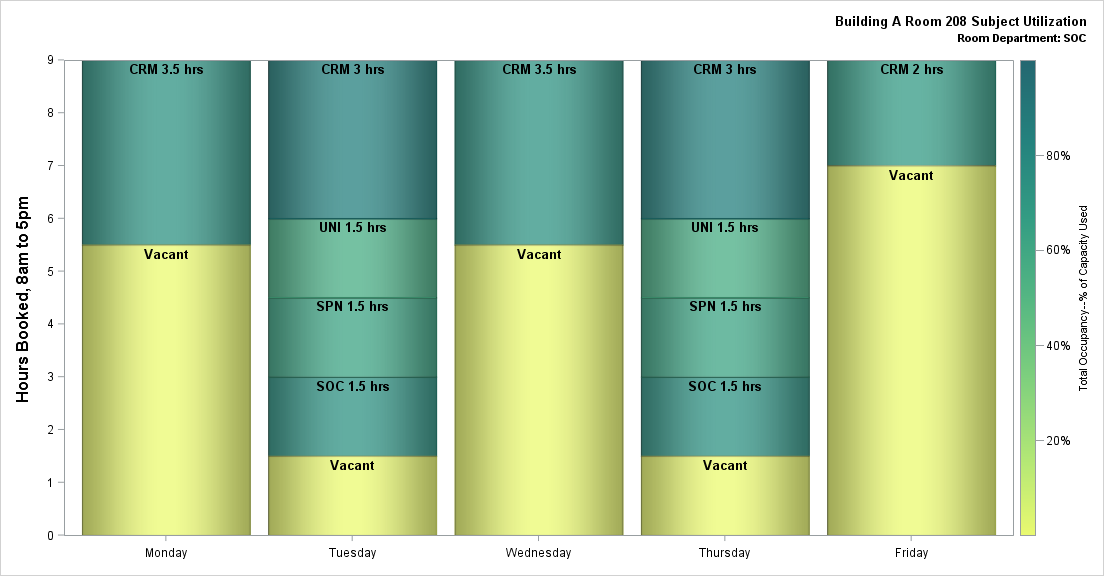 Building A Room 208 Subject Utilization
Room Department: SOC
Hours Booked, 8am to 5pm
9
8
7
6
5
4
3
2
1
0
CRM 3.5 hrs
Vacant
CRM 3 hrs
UNI 1.5 hrs
SPN 1.5 hrs
SOC 1.5 hrs
Vacant
CRM 3.5 hrs
Vacant
CRM 3 hrs
UNI 1.5 hrs
SPN 1.5 hrs
SOC 1.5 hrs
Vacant
CRM 2 hrs
Vacant
Monday
Tuesday
Wednesday
Thursday
Friday
80%
60%
40%
20%
Total Occupancy--% of Capacity Used